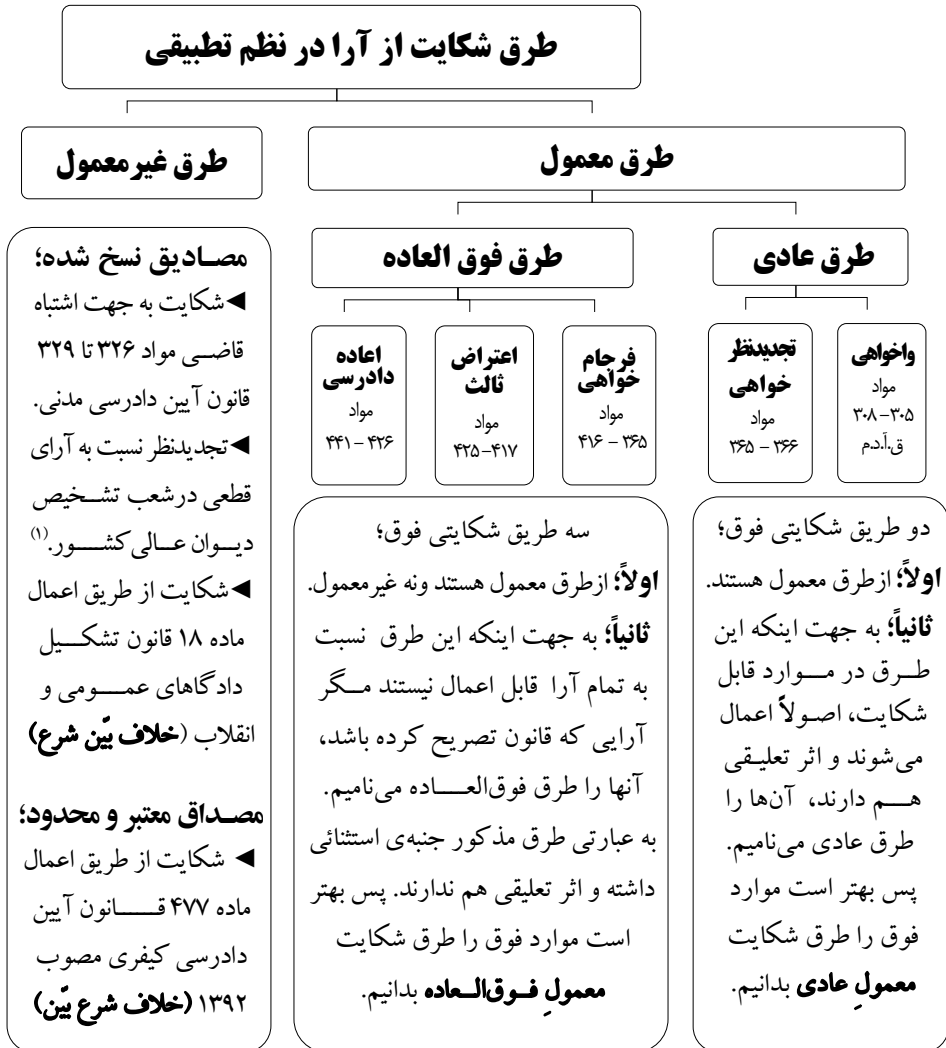 طرق شکایت از آرا در نظم تطبیقی
طرق معمول
طرق غیرمعمول
طرق عادی
طرق فوق العاده
واخواهی
مواد
۳۰۵–۳۰۸
ق.آ.د.م
تجدیدنظر
خواهی
مواد
۳۶۵ – ۳۶۶
فرجام
خواهی
مواد
۳۶۵ – ۴۱۶
اعتراض
ثالث
مواد
۴۱۷–۴۲۵
اعاده
دادرسی
مواد
۴۲۶ – ۴۴۱
دو طریق شکایتی فوق؛
اولاً؛ ازطرق معمول هستند.
ثانیاً؛ به جهت اینکه این
طرق در موارد قابل
شکایت، اصولاً اعمال
می‌شوند و اثر تعلیقی
هم دارند، آن‌ها را
طرق عادی می‌نامیم.
پس بهتر است موارد
فوق را طرق شکایت
معمولِ عادی بدانیم.
سه طریق شکایتی فوق؛
اولاً؛ ازطرق معمول هستند ونه غیرمعمول.
ثانیاً؛ به جهت اینکه این طرق نسبت
به تمام آرا قابل اعمال نیستند مگر
آرایی که قانون تصریح کرده باشد،
آنها را طرق فوق‌العاده می‌نامیم.
به عبارتی طرق مذکور جنبه‌ی استثنائی
داشته و اثر تعلیقی هم ندارند. پس بهتر
است موارد فوق را طرق شکایت
معمولِ فوق‌العاده بدانیم.
مصادیق نسخ شده؛
◄شکایت به جهت اشتباه
قاضی مواد ۳۲۶ تا ۳۲۹
قانون آیین دادرسی مدنی.
◄تجدیدنظر نسبت به آرای
قطعی درشعب تشخیص
دیوان عالی کشور.(۱)
◄شکایت از طریق اعمال
ماده ۱۸ قانون تشکیل
دادگاهای عمومی و
انقلاب (خلاف بیّن شرع)
مصداق معتبر و محدود؛
◄ شکایت از طریق اعمال
ماده ۴۷۷ قانون آیین
دادرسی کیفری مصوب
۱۳۹۲ (خلاف شرع بیّن)